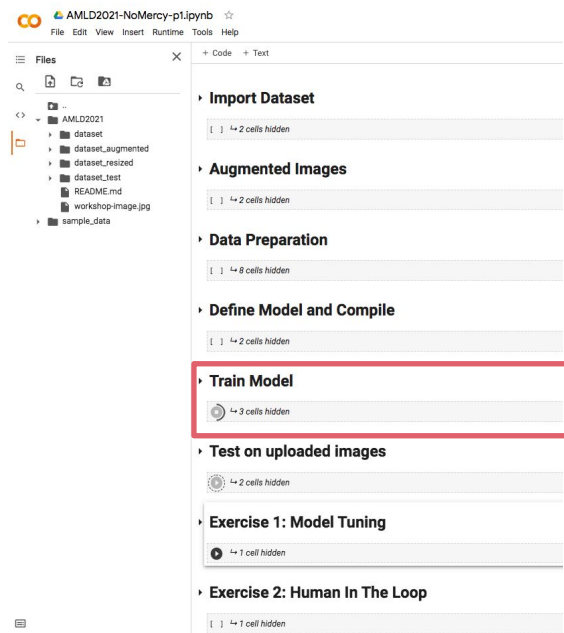 AMLD2021-NoMercy-p1.ipynb
File Edit View Insert Runtime Tools Help
Files
+ Code + Text
..
AMLD2021
dataset
dataset_augmented
dataset_resized
dataset_test
README.md
workshop-image.jpg
sample_data
Import Dataset
[ ] ↳ 2 cells hidden
Augmented Images
[ ] ↳ 2 cells hidden
Data Preparation
[ ] ↳ 8 cells hidden
Define Model and Compile
[ ] ↳ 2 cells hidden
Train Model
↳ 3 cells hidden
Test on uploaded images
↳ 2 cells hidden
Exercise 1: Model Tuning
↳ 1 cell hidden
Exercise 2: Human In The Loop
[ ] ↳ 1 cell hidden